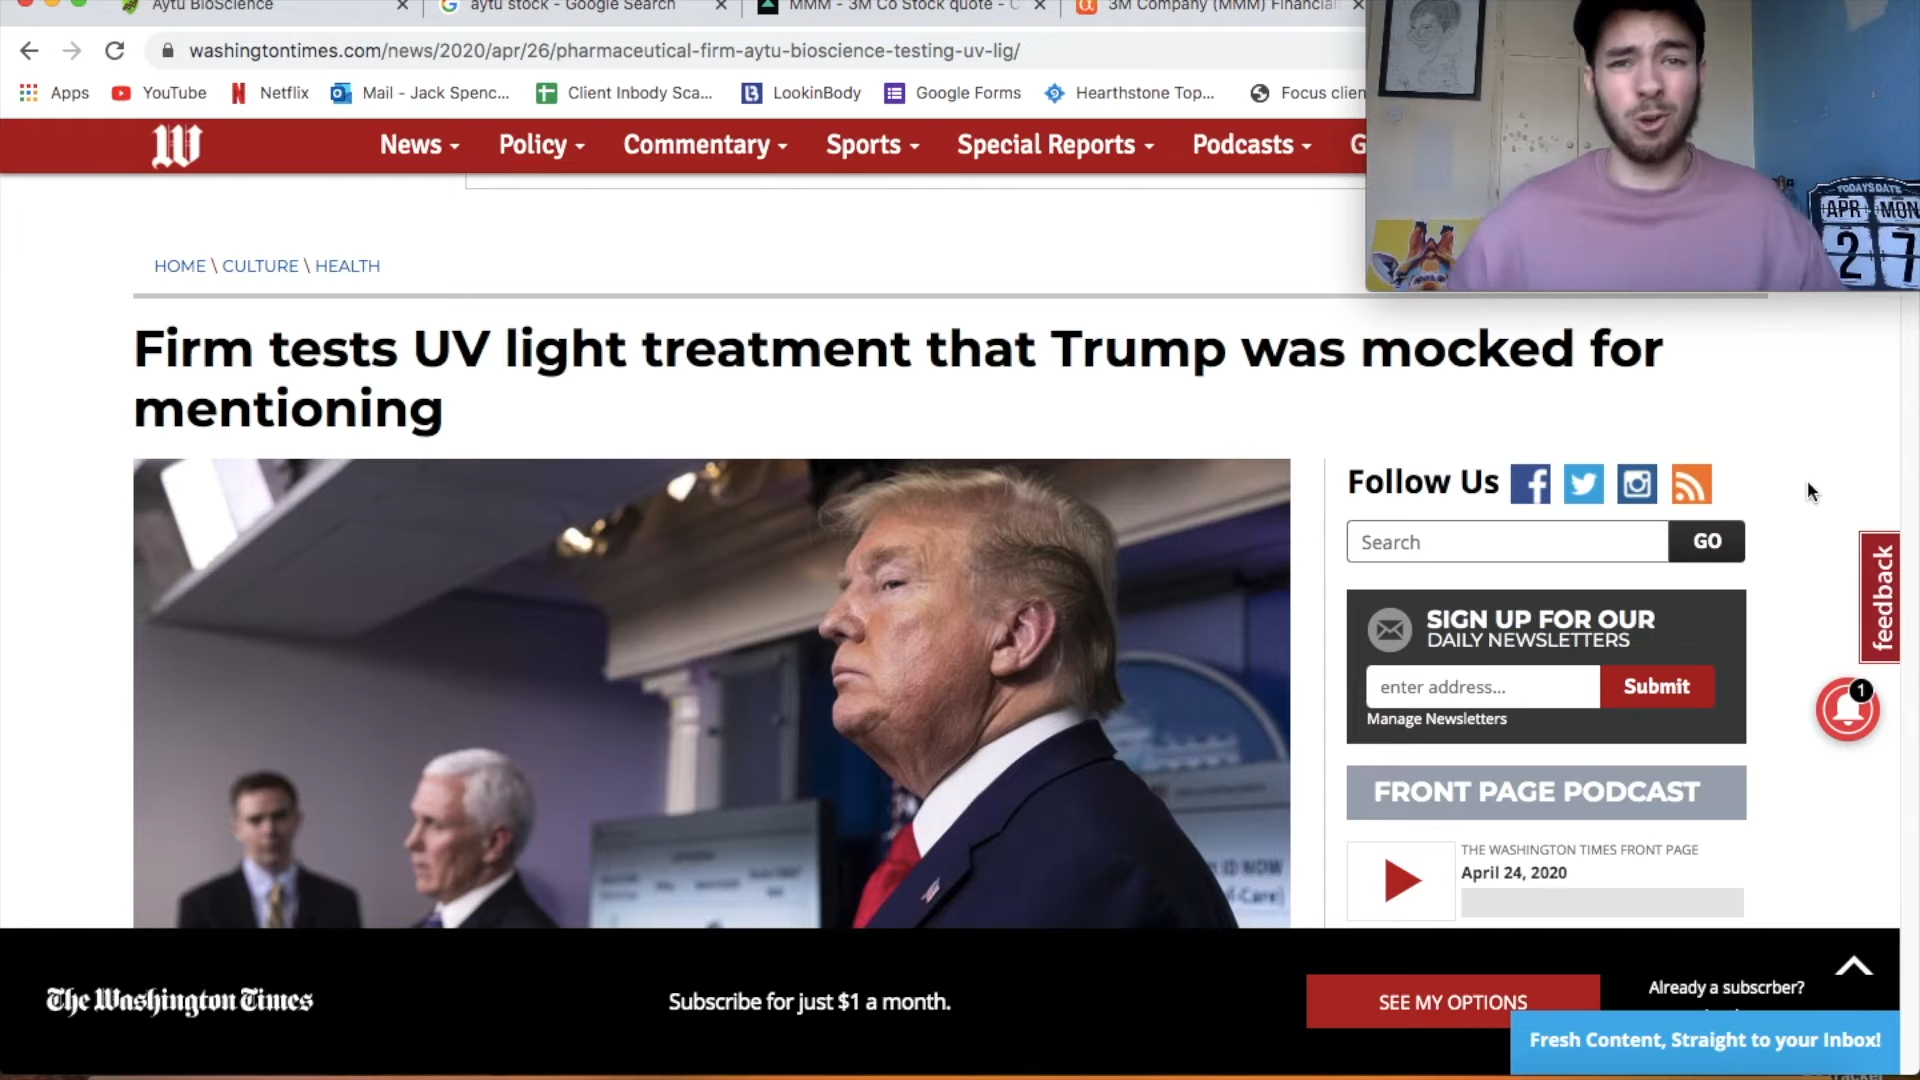 Aytu BioScience
aytu stock - Google Search
MMM - 3M Co Stock quote - C
3M Company (MMM) Financial
washingtontimes.com/news/2020/apr/26/pharmaceutical-firm-aytu-bioscience-testing-uv-lig/
Apps
YouTube
Netflix
Mail - Jack Spenc...
Client Inbody Sca...
LookinBody
Google Forms
Hearthstone Top...
Focus clien
W
News
Policy
Commentary
Sports
Special Reports
Podcasts
G
TODAYS DATE
APR MON
27
HOME \ CULTURE \ HEALTH
Firm tests UV light treatment that Trump was mocked for
mentioning
Follow Us
Search
GO
feedback
SIGN UP FOR OUR
DAILY NEWSLETTERS
enter address...
Submit
Manage Newsletters
1
FRONT PAGE PODCAST
THE WASHINGTON TIMES FRONT PAGE
April 24, 2020
ID NOW
-Care)
The Washington Times
Subscribe for just $1 a month.
SEE MY OPTIONS
Already a subscrber?
Fresh Content, Straight to your Inbox!